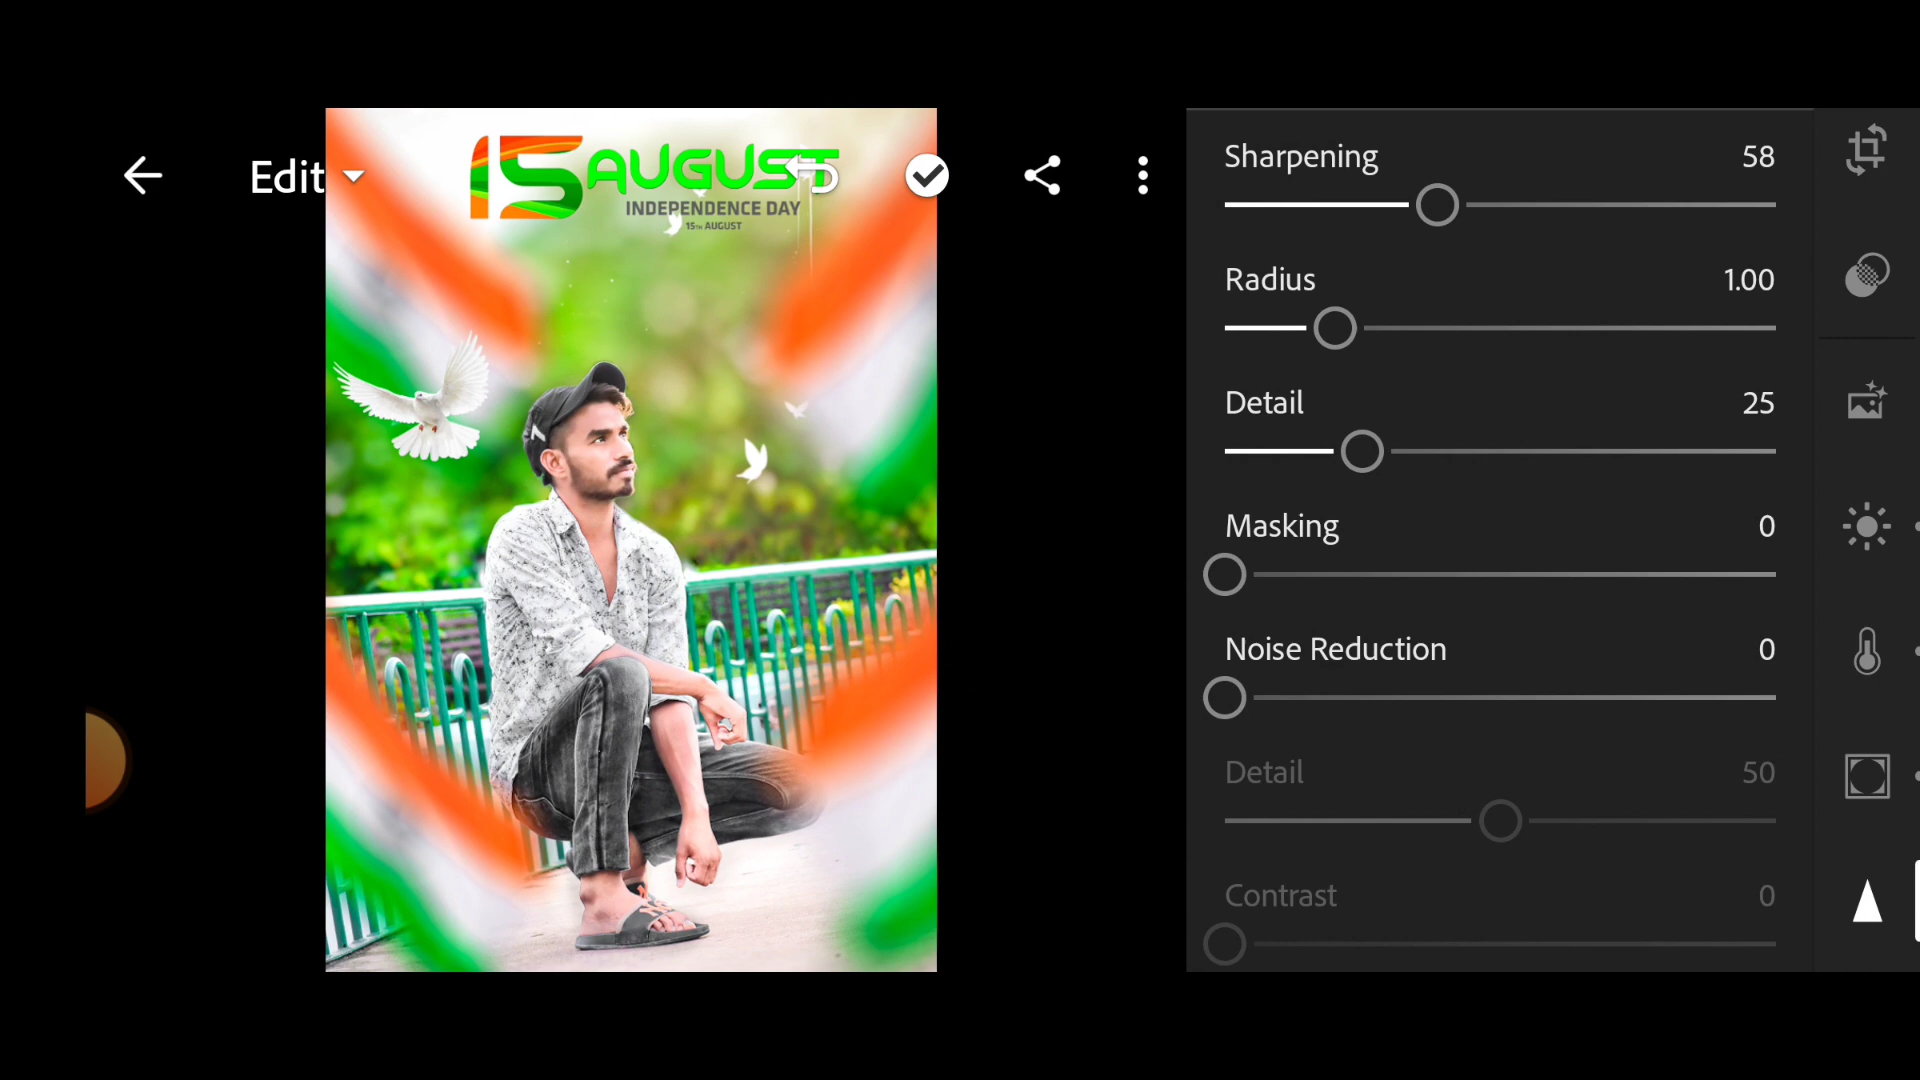 Edit
15 AUGUST
INDEPENDENCE DAY
15TH AUGUST
Sharpening 58
Radius 1.00
Detail 25
Masking 0
Noise Reduction 0
Detail 50
Contrast 0